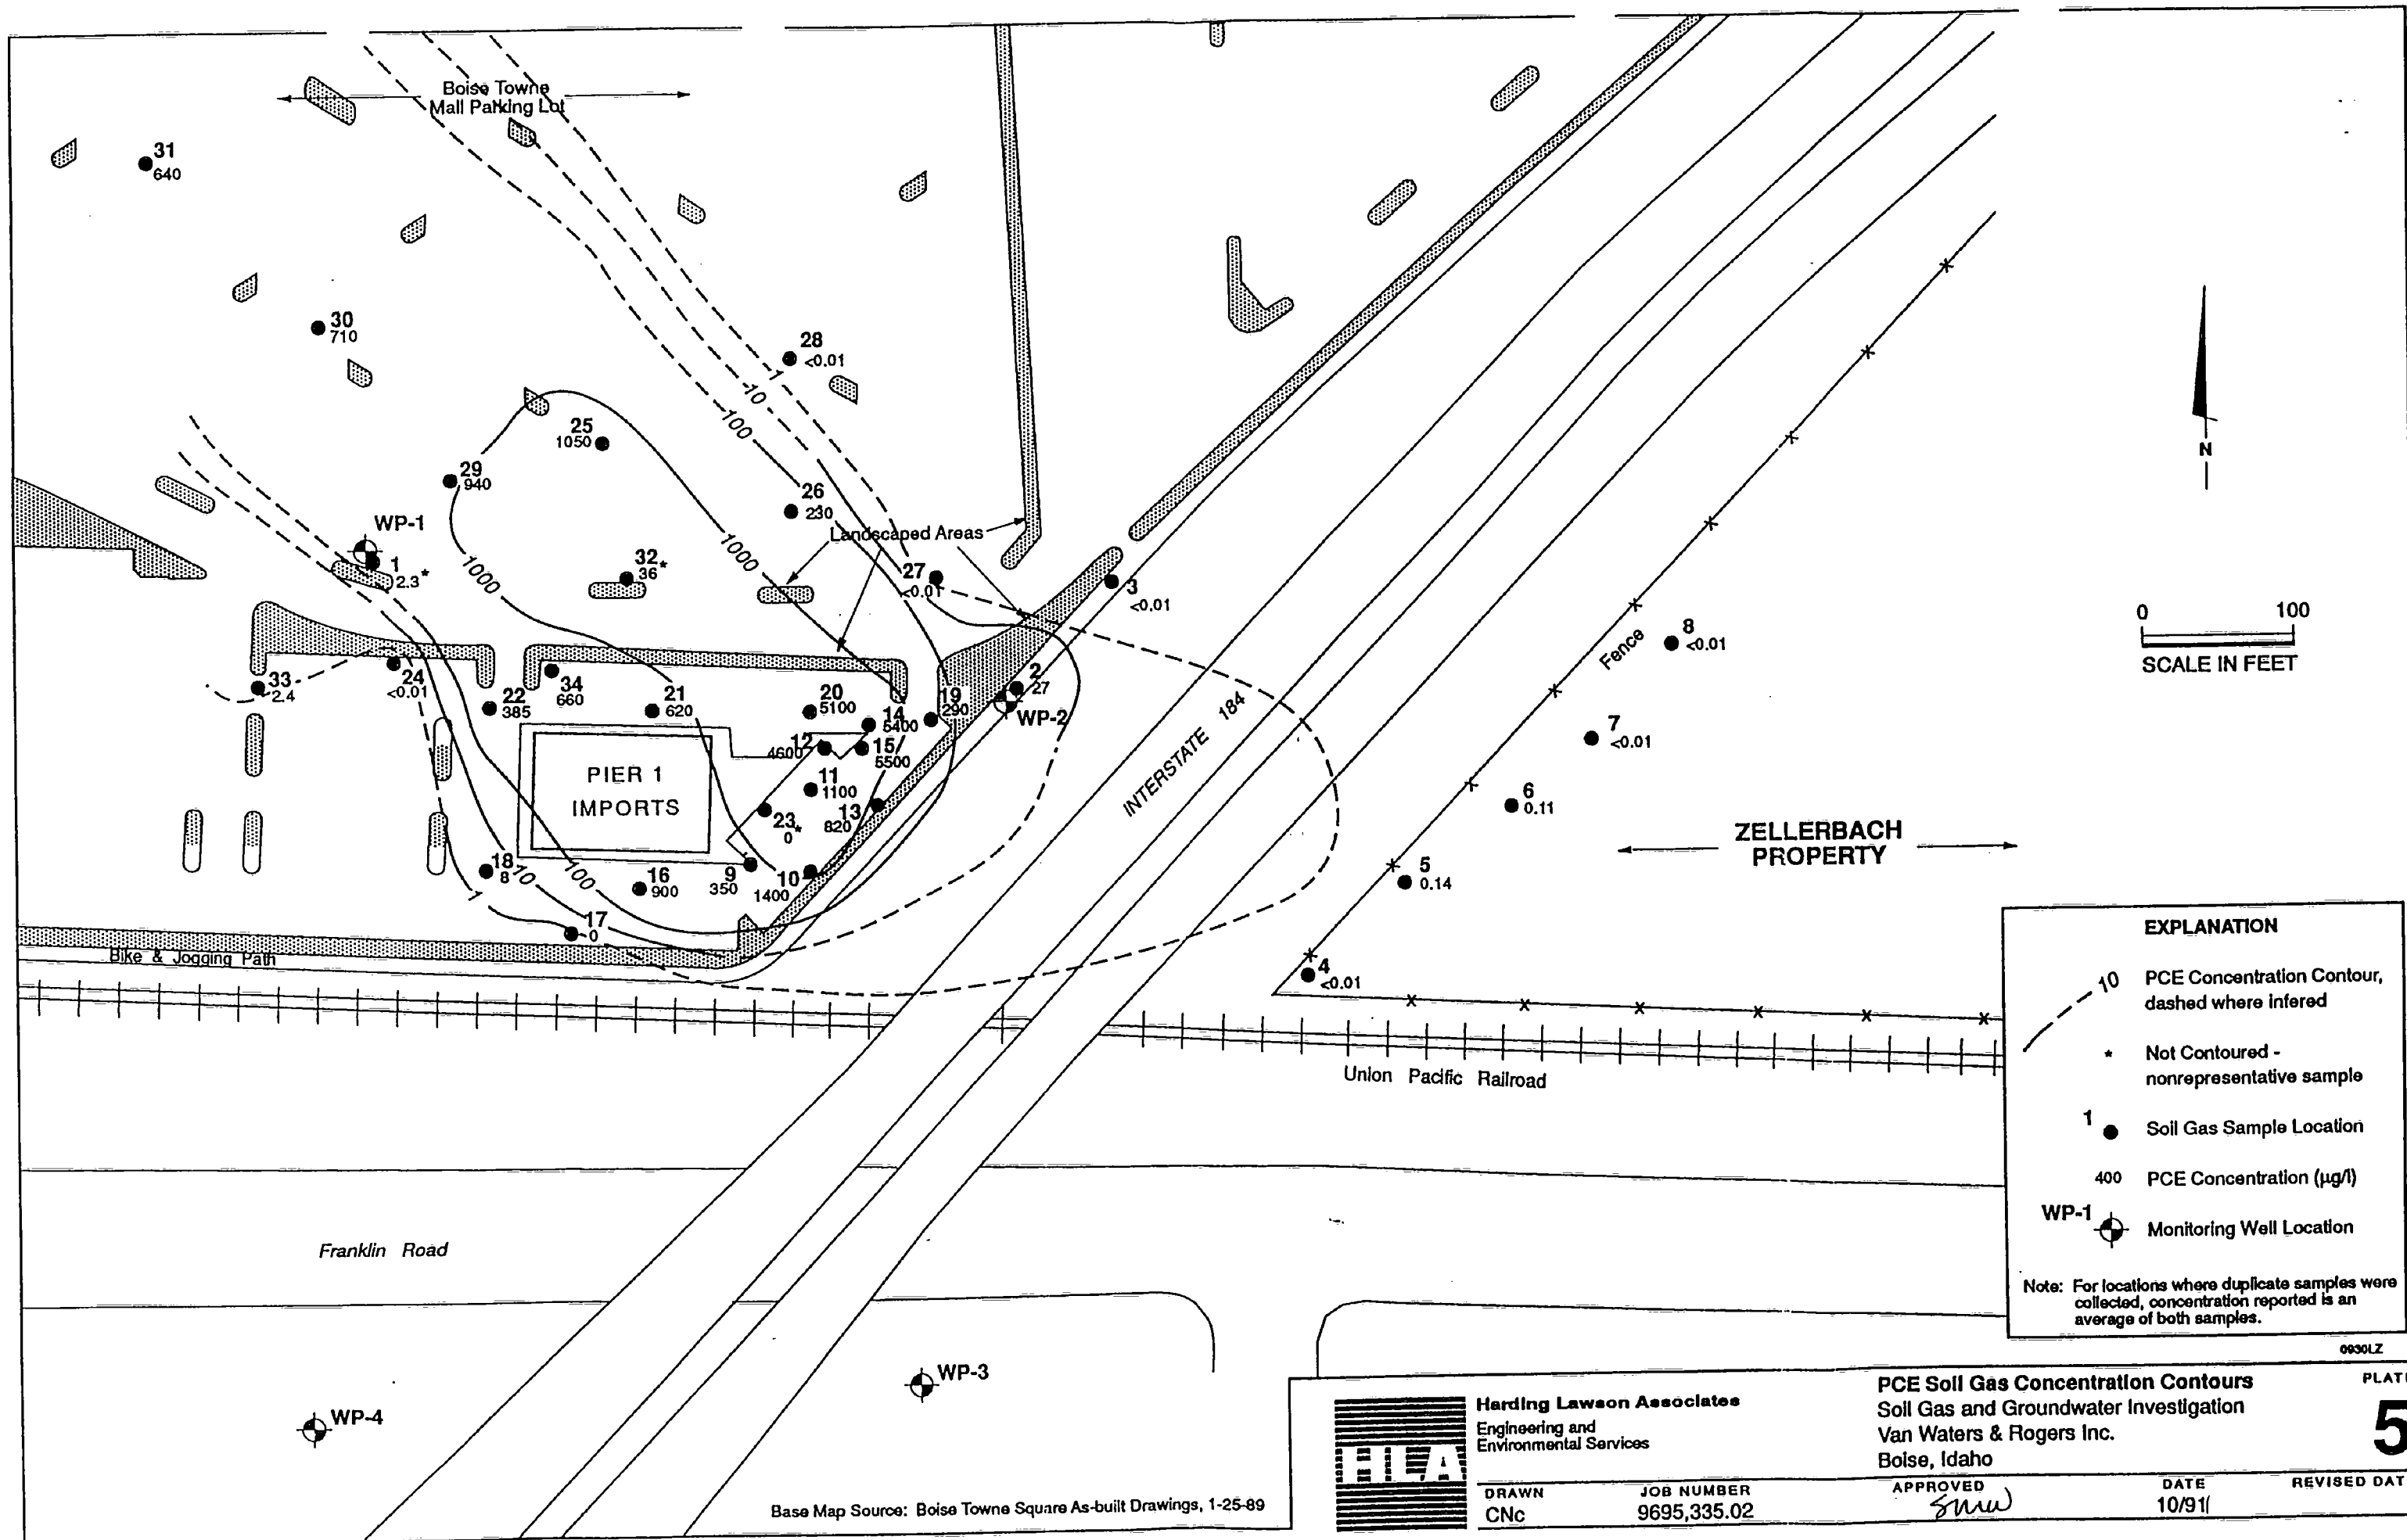 Boise Towne
Mall Parking Lot
31
640
30
710
28
<0.01
1
10
100
25
1050
29
940
26
230
WP-1
1
2.3*
1000
1000
32
36*
Landscaped Areas
27
<0.01
3
<0.01
8
<0.01
Fence
N
0 100
SCALE IN FEET
33
2.4
24
<0.01
22
385
34
660
21
620
20
5100
14
5400
19
290
2
27
WP-2
12
4600
15
5500
11
1100
13
820
23
0*
PIER 1
IMPORTS
INTERSTATE 184
7
<0.01
6
0.11
ZELLERBACH
PROPERTY
18
8
1
10
100
16
900
9
350
10
1400
5
0.14
17
0
4
<0.01
Bike & Jogging Path
Union Pacific Railroad
Franklin Road
WP-3
WP-4
EXPLANATION
10 PCE Concentration Contour,
dashed where infered
* Not Contoured -
nonrepresentative sample
1 Soil Gas Sample Location
400 PCE Concentration (µg/l)
WP-1 Monitoring Well Location
Note: For locations where duplicate samples were
collected, concentration reported is an
average of both samples.
0930LZ
Base Map Source: Boise Towne Square As-built Drawings, 1-25-89
HLA
Harding Lawson Associates
Engineering and
Environmental Services
PCE Soil Gas Concentration Contours
Soil Gas and Groundwater Investigation
Van Waters & Rogers Inc.
Boise, Idaho
PLAT
5
DRAWN JOB NUMBER APPROVED DATE REVISED DAT
CNc 9695,335.02 10/91